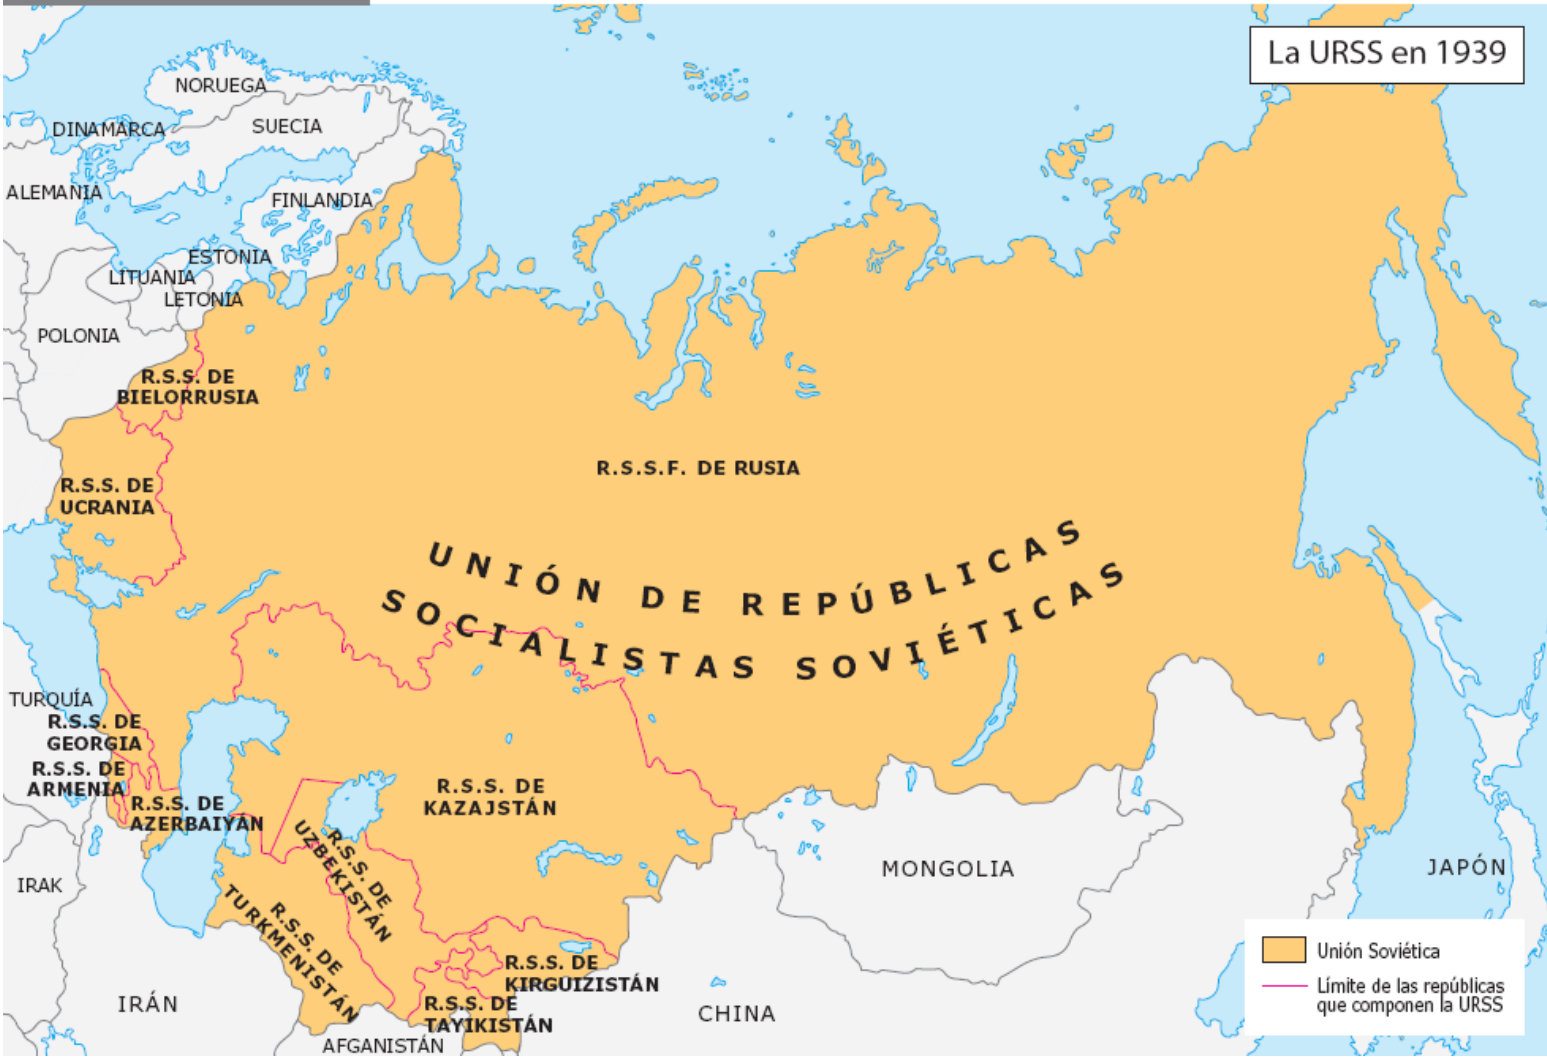 La URSS en 1939
NORUEGA
DINAMARCA
SUECIA
ALEMANIA
FINLANDIA
ESTONIA
LITUANIA
LETONIA
POLONIA
R.S.S. DE
BIELORRUSIA
R.S.S.F. DE RUSIA
R.S.S. DE
UCRANIA
UNIÓN DE REPÚBLICAS
SOCIALISTAS SOVIÉTICAS
TURQUÍA
R.S.S. DE
GEORGIA
R.S.S. DE
ARMENIA
R.S.S. DE
AZERBAIYÁN
R.S.S. DE
KAZAJSTÁN
R.S.S. DE
UZBEKISTÁN
R.S.S. DE
TURKMENISTÁN
MONGOLIA
JAPÓN
IRAK
R.S.S. DE
KIRGUIZISTÁN
R.S.S. DE
TAYIKISTÁN
IRÁN
CHINA
AFGANISTÁN
Unión Soviética
Límite de las repúblicas
que componen la URSS